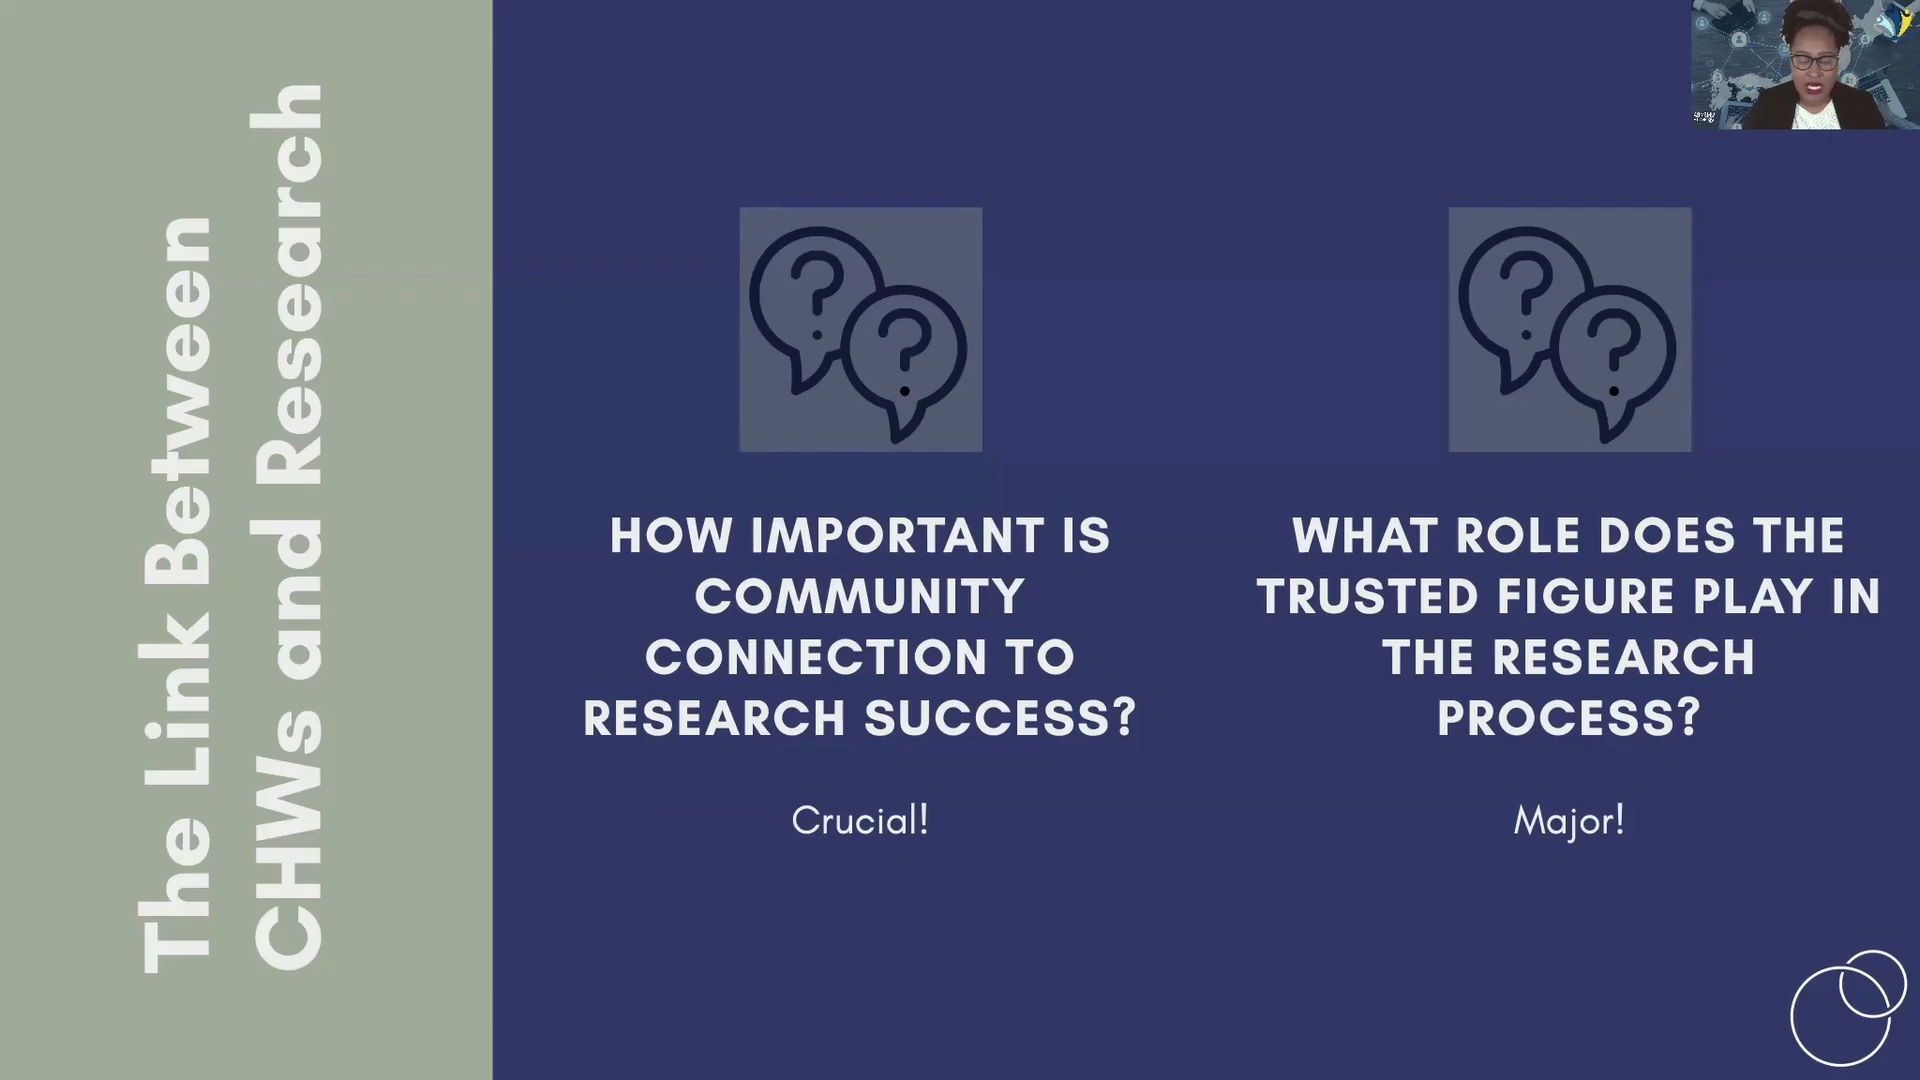 The Link Between
CHWs and Research
HOW IMPORTANT IS
COMMUNITY
CONNECTION TO
RESEARCH SUCCESS?
Crucial!
WHAT ROLE DOES THE
TRUSTED FIGURE PLAY IN
THE RESEARCH
PROCESS?
Major!